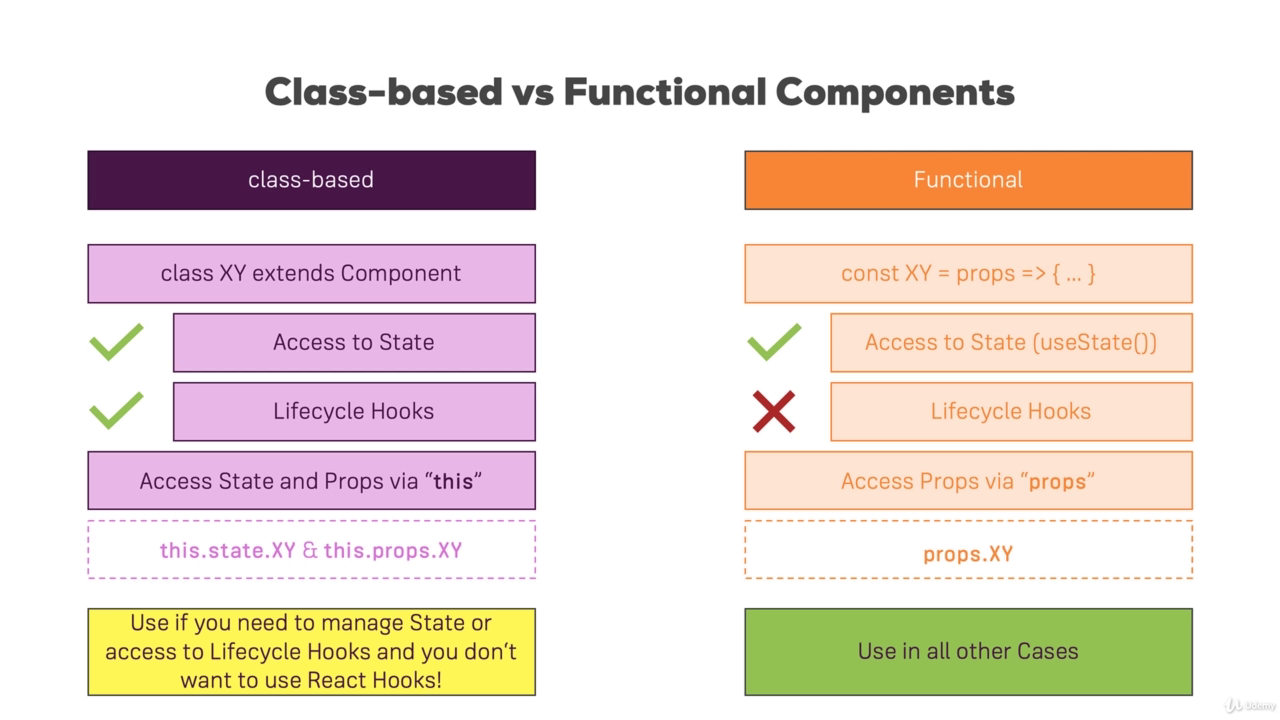 Class-based vs Functional Components
class-based
class XY extends Component
Access to State
Lifecycle Hooks
Access State and Props via “this”
this.state.XY & this.props.XY
Use if you need to manage State or
access to Lifecycle Hooks and you don’t
want to use React Hooks!
Functional
const XY = props => { ... }
Access to State (useState())
Lifecycle Hooks
Access Props via “props”
props.XY
Use in all other Cases
Udemy